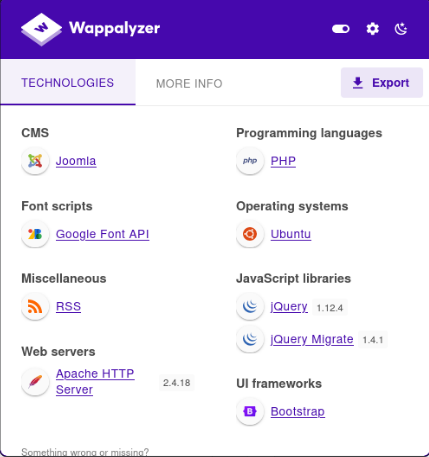 Wappalyzer
TECHNOLOGIES
MORE INFO
Export
CMS
Joomla
Font scripts
Google Font API
Miscellaneous
RSS
Web servers
Apache HTTP
Server
2.4.18
Programming languages
php
PHP
Operating systems
Ubuntu
JavaScript libraries
jQuery 1.12.4
jQuery Migrate 1.4.1
UI frameworks
B
Bootstrap
Something wrong or missing?